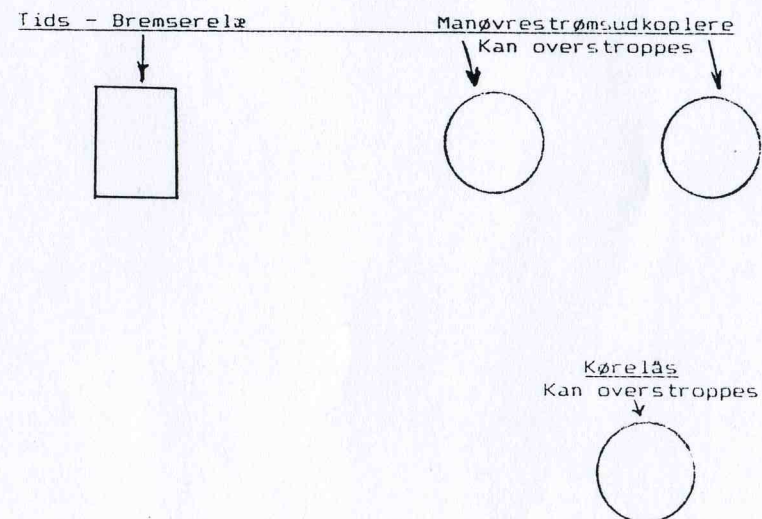 Tids - Bremserelæ
Manøvrestrømsudkoplere
Kan overstroppes
Kørelås
Kan overstroppes